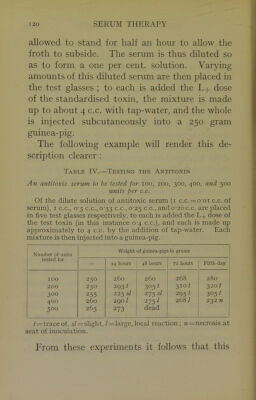 120 SERUM THERAPY
allowed to stand for half an hour to allow the
froth to subside. The serum is thus diluted so
as to form a one per cent. solution. Varying
amounts of this diluted serum are then placed in
the test glasses; to each is added the L+ dose
of the standardised toxin, the mixture is made
up to about 4 c.c. with tap-water, and the whole
is injected subcutaneously into a 250 gram
guinea-pig.
The following example will render this de-
scription clearer:
TABLE IV.—TESTING THE ANTITOXIN
An antitoxic serum to be tested for 100, 200, 300, 400, and 500
units per c.c.
Of the dilute solution of antitoxic serum (1 c.c.=0·01 c.c. of
serum), 1 c.c., 0·5 c.c., 0·33 c.c., 0·25 c.c., and 0·20 c.c. are placed
in five test glasses respectively, to each is added the L+ dose of
the test toxin (in this instance 0·4 c.c.), and each is made up
approximately to 4 c.c. by the addition of tap-water. Each
mixture is then injected into a guinea-pig.
Number of units tested for
Weight of guinea-pigs in grams
— 24 hours 48 hours 72 hours Fifth day
100 250 260 260 268 280
200 250 293 l 305 l 310 l 320 l
300 255 225 sl 275 sl 295 l 305 l
400 260 290 l 275 l 268 l 232 n
500 265 273 dead
t=trace of, sl=slight, l=large, local reaction; n=necrosis at
seat of inoculation.
From these experiments it follows that this